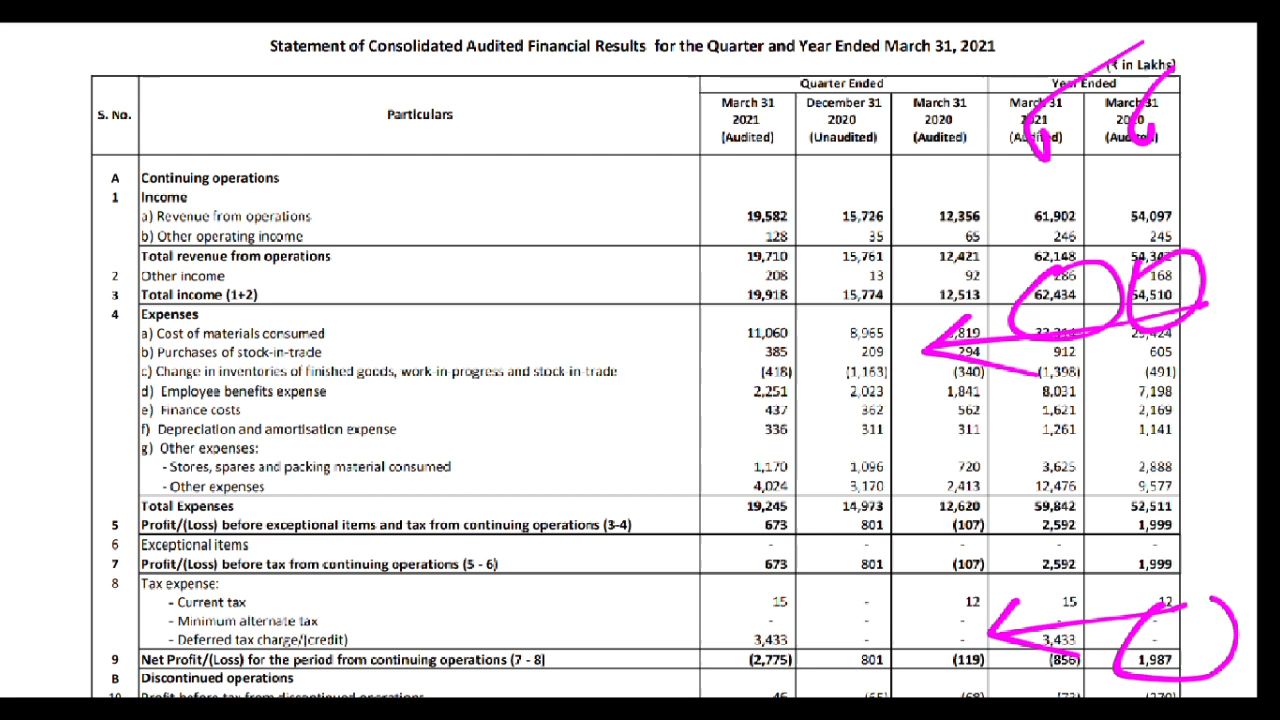 Statement of Consolidated Audited Financial Results for the Quarter and Year Ended March 31, 2021
(₹ in Lakhs)
S. No. Particulars Quarter Ended Year Ended
March 31 2021 (Audited) December 31 2020 (Unaudited) March 31 2020 (Audited) March 31 2021 (Audited) March 31 2020 (Audited)
A Continuing operations
1 Income
a) Revenue from operations 19,582 15,726 12,356 61,902 54,097
b) Other operating income 128 35 65 246 245
Total revenue from operations 19,710 15,761 12,421 62,148
2 Other income 208 13 92 286 168
3 Total income (1+2) 19,918 15,774 12,513 62,434 54,510
4 Expenses
a) Cost of materials consumed 11,060 8,965
b) Purchases of stock-in-trade 385 209 294 912 605
c) Change in inventories of finished goods, work-in-progress and stock-in-trade (418) (1,163) (340) (1,398) (491)
d) Employee benefits expense 2,251 2,023 1,841 8,031 7,198
e) Finance costs 437 362 562 1,621 2,169
f) Depreciation and amortisation expense 336 311 311 1,261 1,141
g) Other expenses:
- Stores, spares and packing material consumed 1,170 1,096 720 3,625 2,888
- Other expenses 4,024 3,170 2,413 12,476 9,577
Total Expenses 19,245 14,973 12,620 59,842 52,511
5 Profit/(Loss) before exceptional items and tax from continuing operations (3-4) 673 801 (107) 2,592 1,999
6 Exceptional items - - - - -
7 Profit/(Loss) before tax from continuing operations (5 - 6) 673 801 (107) 2,592 1,999
8 Tax expense:
- Current tax 15 - 12 15 12
- Minimum alternate tax - - - - -
- Deferred tax charge/(credit) 3,433 - - 3,433 -
9 Net Profit/(Loss) for the period from continuing operations (7 - 8) (2,775) 801 (119) (856) 1,987
B Discontinued operations